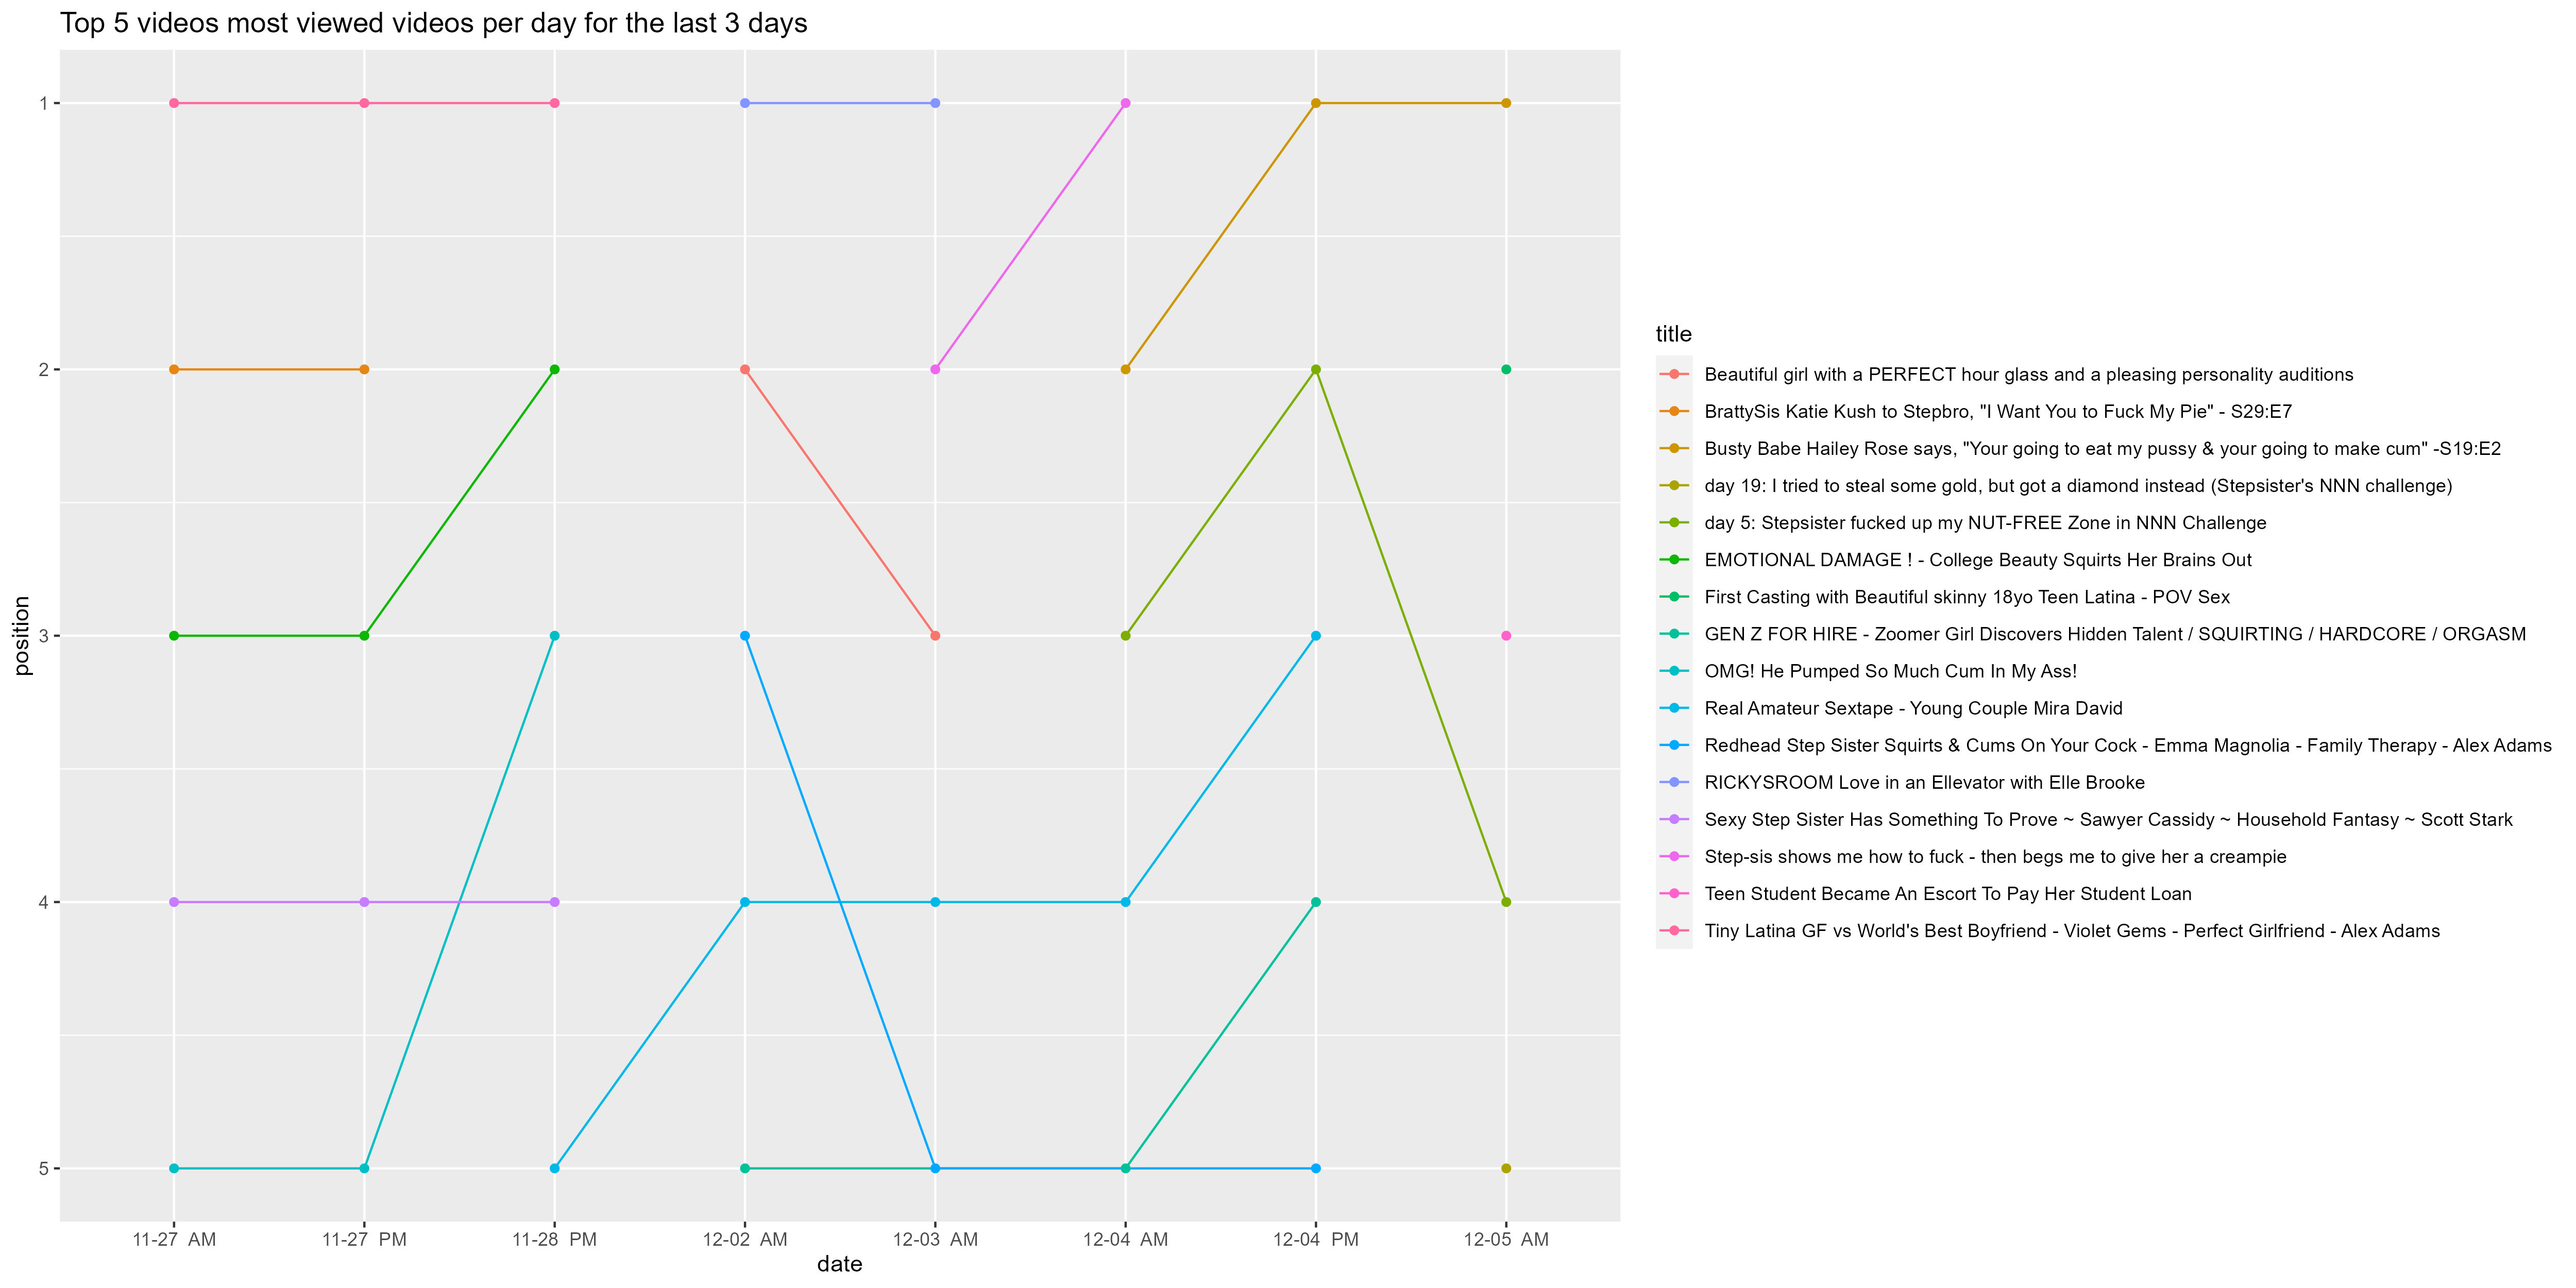 Top 5 videos most viewed videos per day for the last 3 days
position
1
2
3
4
5
11-27 AM
11-27 PM
11-28 PM
12-02 AM
12-03 AM
12-04 AM
12-04 PM
12-05 AM
date
title
Beautiful girl with a PERFECT hour glass and a pleasing personality auditions
BrattySis Katie Kush to Stepbro, "I Want You to Fuck My Pie" - S29:E7
Busty Babe Hailey Rose says, "Your going to eat my pussy & your going to make cum" -S19:E2
day 19: I tried to steal some gold, but got a diamond instead (Stepsister's NNN challenge)
day 5: Stepsister fucked up my NUT-FREE Zone in NNN Challenge
EMOTIONAL DAMAGE ! - College Beauty Squirts Her Brains Out
First Casting with Beautiful skinny 18yo Teen Latina - POV Sex
GEN Z FOR HIRE - Zoomer Girl Discovers Hidden Talent / SQUIRTING / HARDCORE / ORGASM
OMG! He Pumped So Much Cum In My Ass!
Real Amateur Sextape - Young Couple Mira David
Redhead Step Sister Squirts & Cums On Your Cock - Emma Magnolia - Family Therapy - Alex Adams
RICKYSROOM Love in an Ellevator with Elle Brooke
Sexy Step Sister Has Something To Prove ~ Sawyer Cassidy ~ Household Fantasy ~ Scott Stark
Step-sis shows me how to fuck - then begs me to give her a creampie
Teen Student Became An Escort To Pay Her Student Loan
Tiny Latina GF vs World's Best Boyfriend - Violet Gems - Perfect Girlfriend - Alex Adams